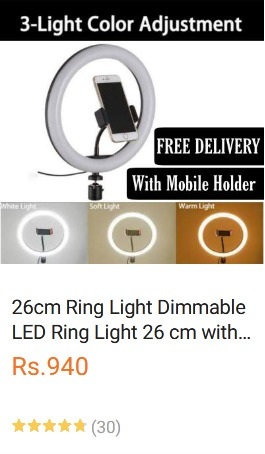 3-Light Color Adjustment
FREE DELIVERY
With Mobile Holder
White Light
Soft Light
Warm Light
26cm Ring Light Dimmable
LED Ring Light 26 cm with...
Rs.940
(30)